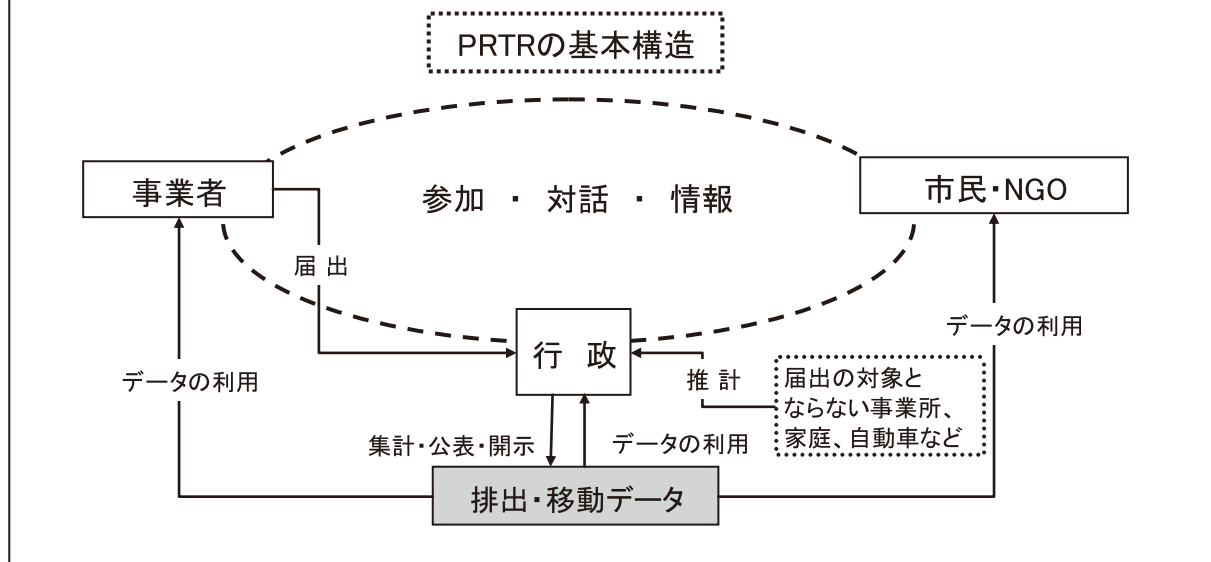 PRTRの基本構造
事業者
参加 ・ 対話 ・ 情報
市民・NGO
届出
データの利用
行 政
推計
データの利用
届出の対象と
ならない事業所、
家庭、自動車など
集計・公表・開示
データの利用
排出・移動データ